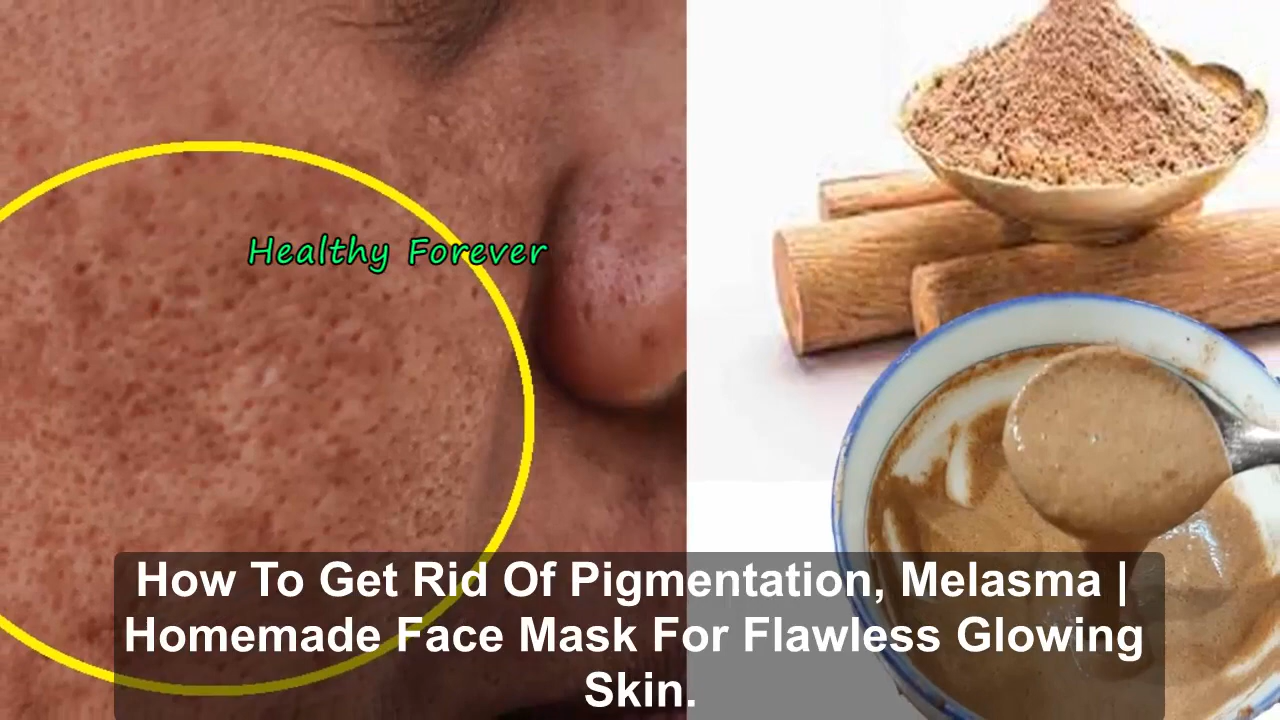 Healthy Forever
How To Get Rid Of Pigmentation, Melasma |
Homemade Face Mask For Flawless Glowing
Skin.